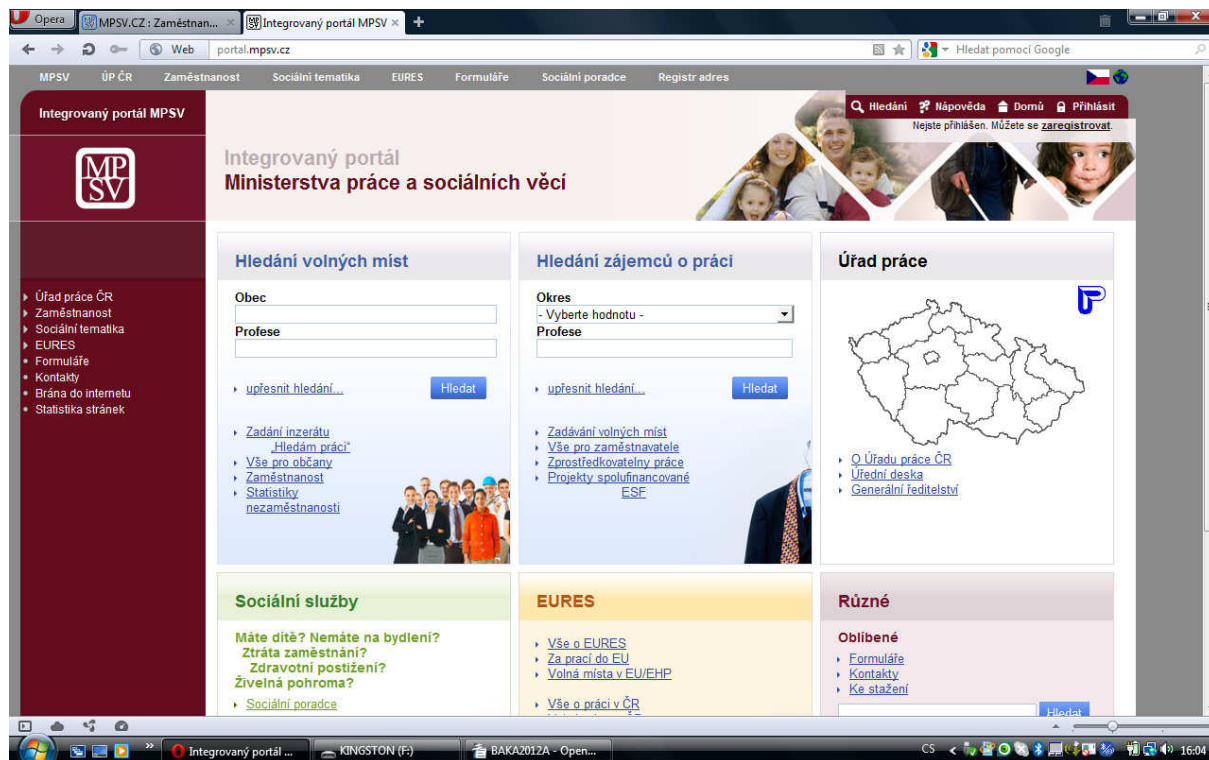 Opera
MPSV.CZ : Zaměstnan...
Integrovaný portál MPSV
Web
portal.mpsv.cz
Hledat pomocí Google
MPSV ÚP ČR Zaměstnanost Sociální tematika EURES Formuláře Sociální poradce Registr adres
Integrovaný portál MPSV
Hledání Nápověda Domů Přihlásit
Nejste přihlášen. Můžete se zaregistrovat.
MP
SV
Integrovaný portál
Ministerstva práce a sociálních věcí
Úřad práce ČR
Zaměstnanost
Sociální tematika
EURES
Formuláře
Kontakty
Brána do internetu
Statistika stránek
Hledání volných míst
Obec
Profese
upřesnit hledání...
Hledat
Zadání inzerátu
„Hledám práci"
Vše pro občany
Zaměstnanost
Statistiky
nezaměstnanosti
Hledání zájemců o práci
Okres
- Vyberte hodnotu -
Profese
upřesnit hledání...
Hledat
Zadávání volných míst
Vše pro zaměstnavatele
Zprostředkovatelny práce
Projekty spolufinancované
ESF
Úřad práce
O Úřadu práce ČR
Úřední deska
Generální ředitelství
Sociální služby
Máte dítě? Nemáte na bydlení?
Ztráta zaměstnání?
Zdravotní postižení?
Živelná pohroma?
Sociální poradce
EURES
Vše o EURES
Za prací do EU
Volná místa v EU/EHP
Vše o práci v ČR
Různé
Oblíbené
Formuláře
Kontakty
Ke stažení
Hledat
Integrovaný portál ...
KINGSTON (F:)
BAKA2012A - Open...
CS
16:04